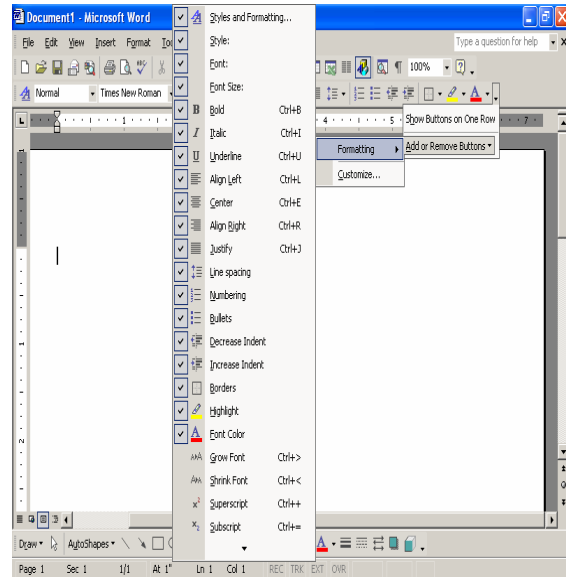 Document1 - Microsoft Word
File Edit View Insert Format
Type a question for help
100%
Normal Times New Roman
Styles and Formatting...
Style:
Font:
Font Size:
Bold Ctrl+B
Italic Ctrl+I
Underline Ctrl+U
Align Left Ctrl+L
Center Ctrl+E
Align Right Ctrl+R
Justify Ctrl+J
Line spacing
Numbering
Bullets
Decrease Indent
Increase Indent
Borders
Highlight
Font Color
Grow Font Ctrl+>
Shrink Font Ctrl+<
Superscript Ctrl++
Subscript Ctrl+=
Show Buttons on One Row
Add or Remove Buttons
Formatting
Customize...
Draw AutoShapes
Page 1 Sec 1 1/1 At 1" Ln 1 Col 1 REC TRK EXT OVR